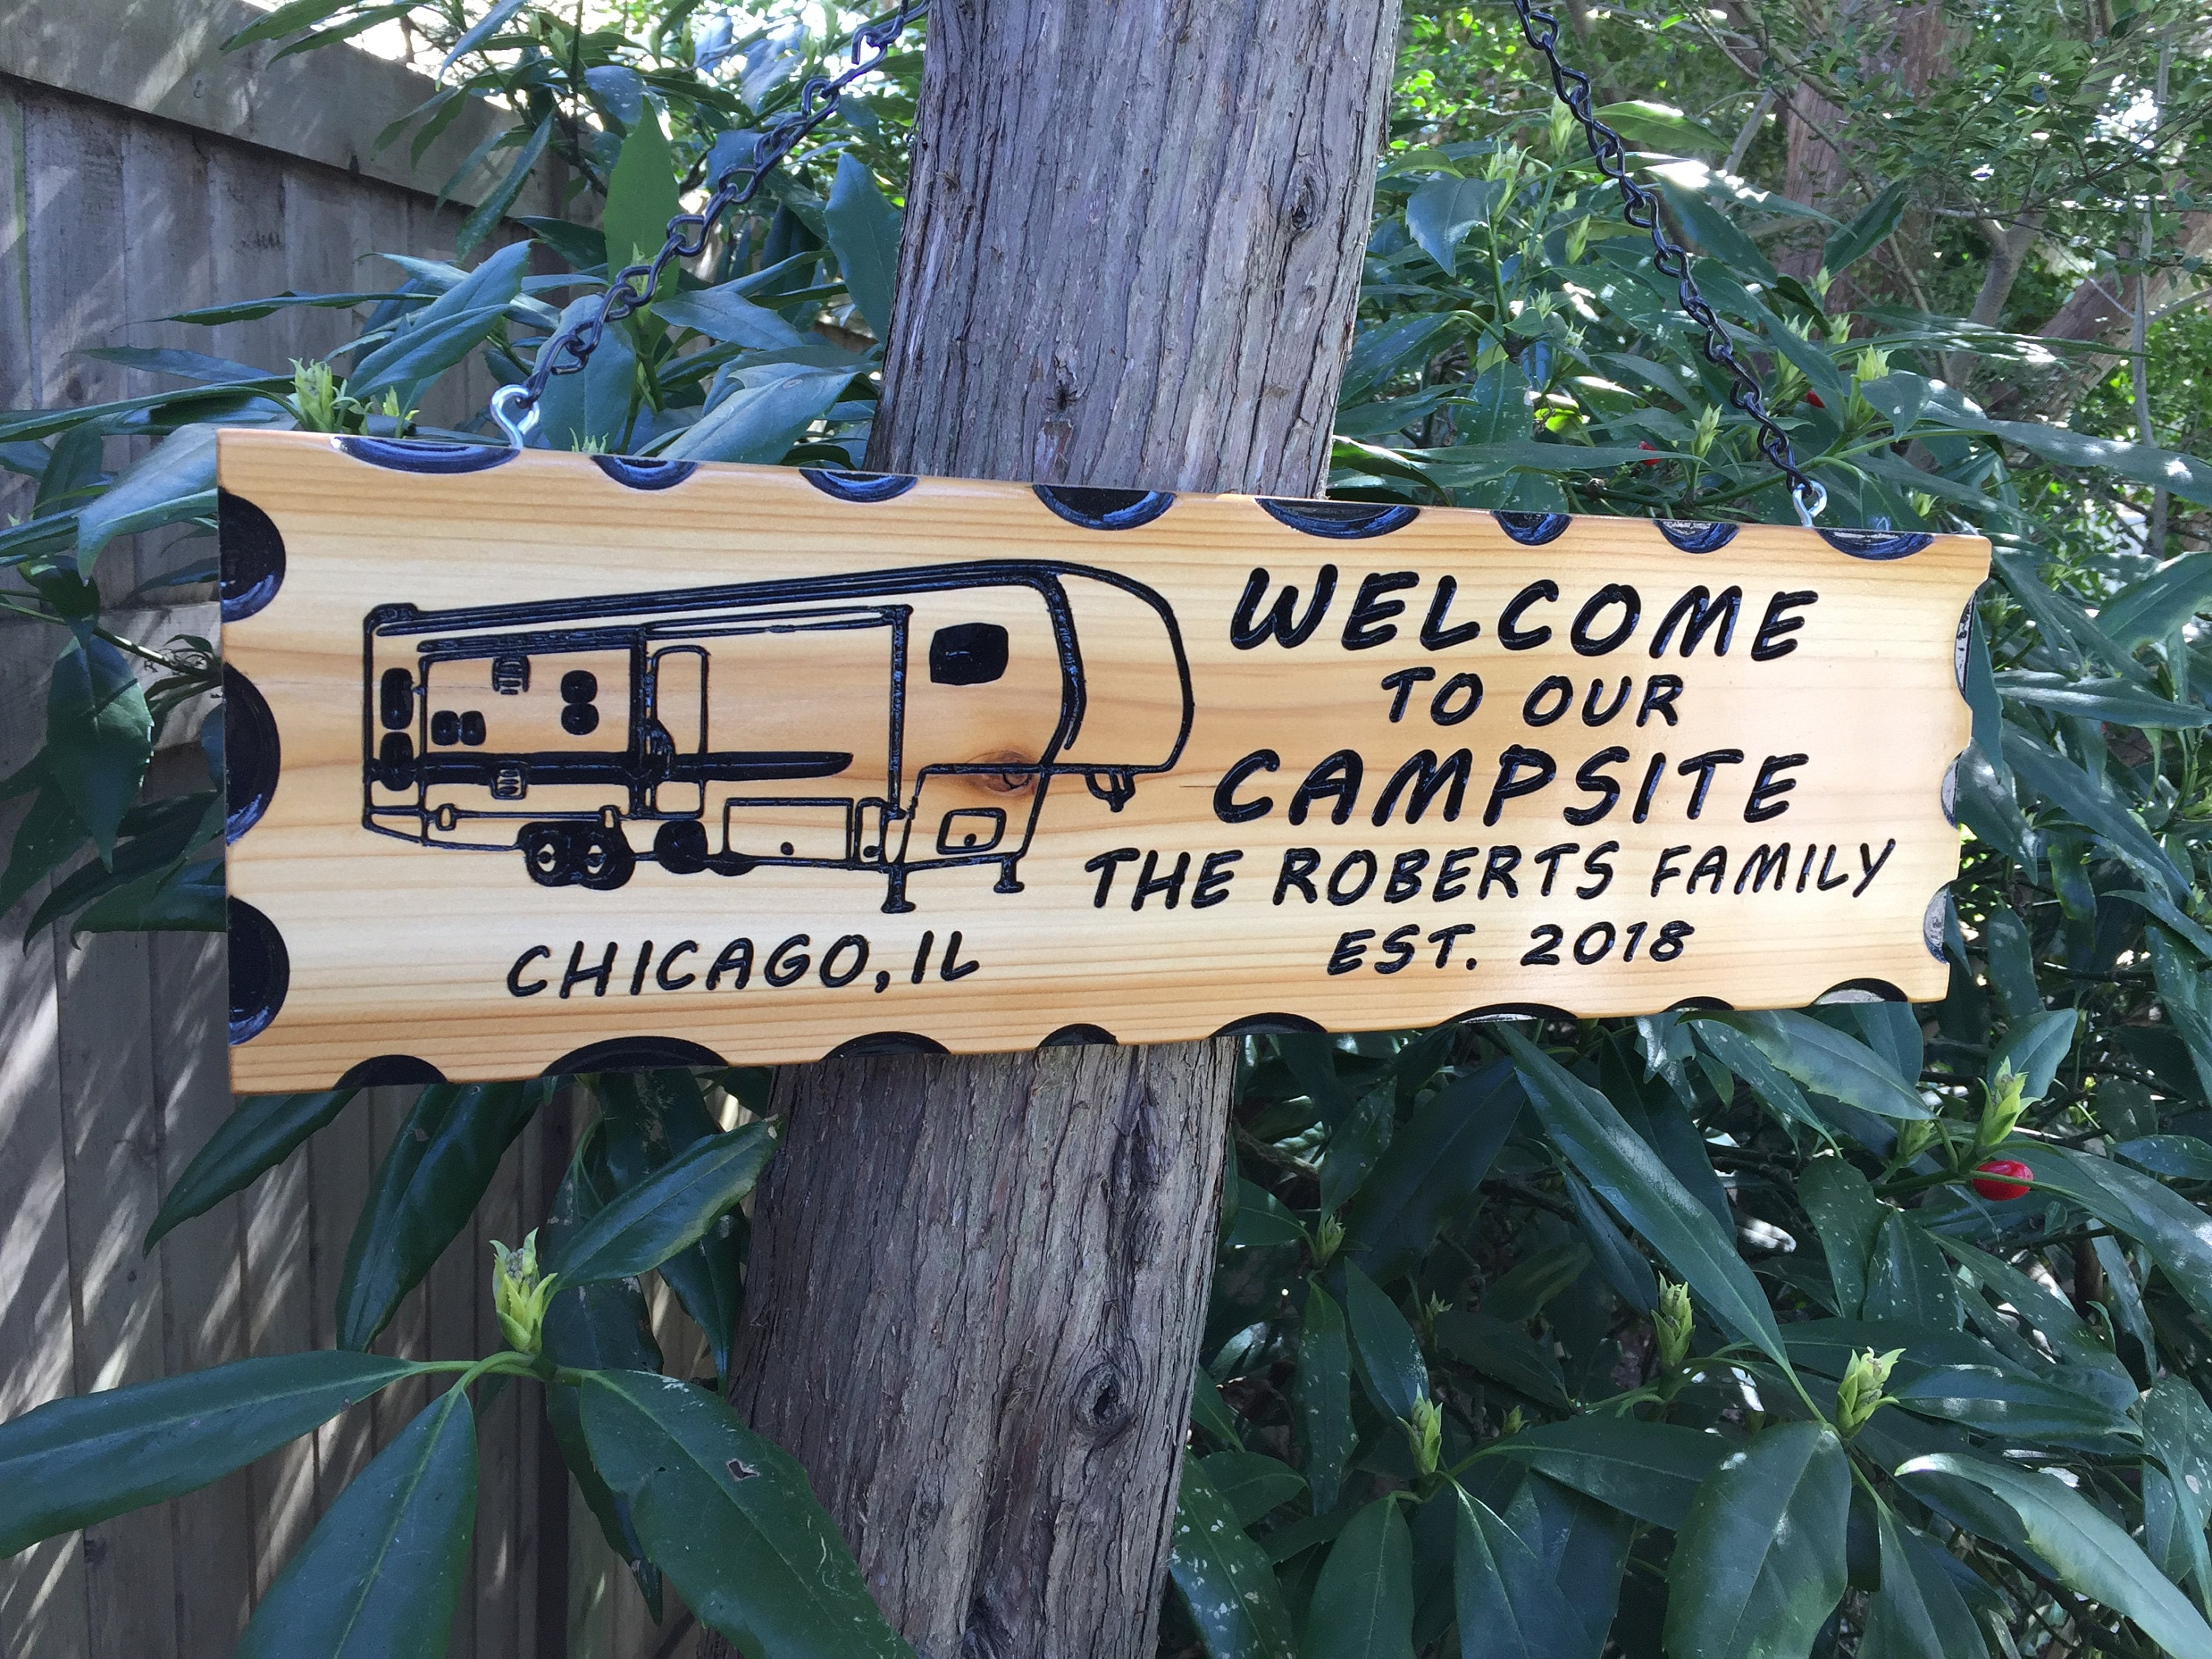 WELCOME
TO OUR
CAMPSITE
THE ROBERTS FAMILY
EST. 2018
CHICAGO, IL